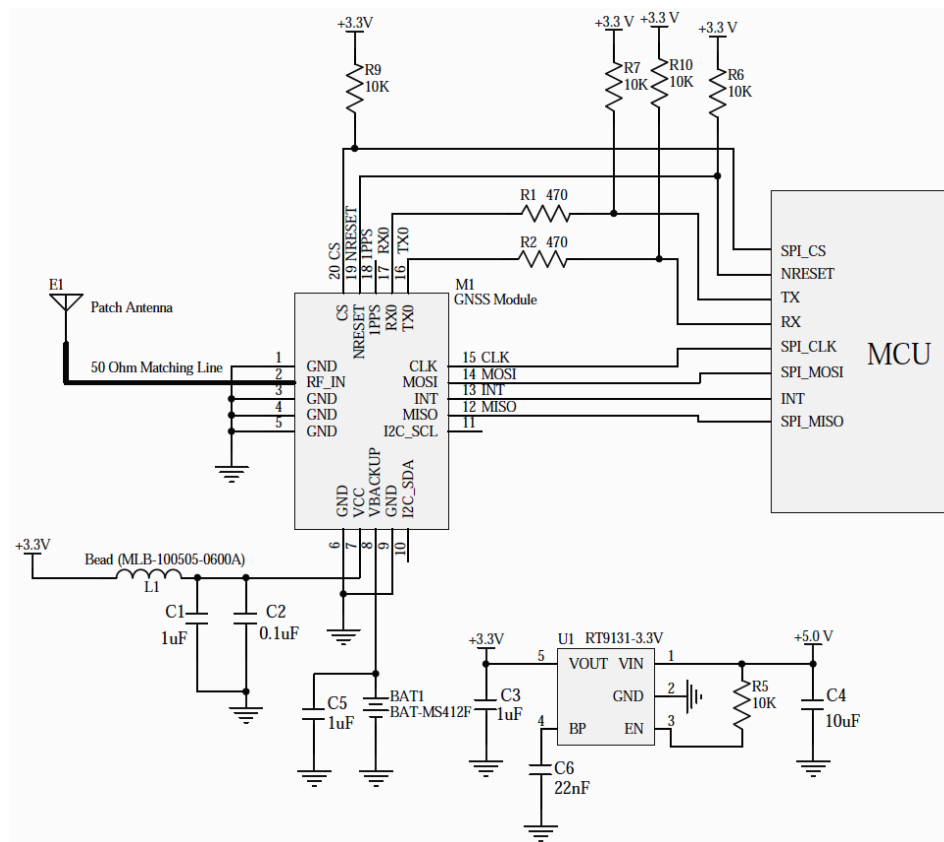 +3.3V
+3.3 V
+3.3 V
+3.3 V
R9
10K
R7
10K
R10
10K
R6
10K
R1 470
R2 470
20 CS
19 NRESET
18 1PPS
17 RX0
16 TX0
E1
Patch Antenna
50 Ohm Matching Line
M1
GNSS Module
CS
NRESET
1PPS
RX0
TX0
1 GND
2 RF_IN
3 GND
4 GND
5 GND
CLK 15 CLK
MOSI 14 MOSI
INT 13 INT
MISO 12 MISO
I2C_SCL 11
GND
VCC
VBACKUP
GND
I2C_SDA
6
7
8
9
10
SPI_CS
NRESET
TX
RX
SPI_CLK
SPI_MOSI
INT
SPI_MISO
MCU
+3.3V
Bead (MLB-100505-0600A)
L1
C1
1uF
C2
0.1uF
C5
1uF
BAT1
BAT-MS412F
+3.3V
U1 RT9131-3.3V
+5.0 V
5 VOUT VIN 1
GND 2
4 BP EN 3
C3
1uF
R5
10K
C4
10uF
C6
22nF